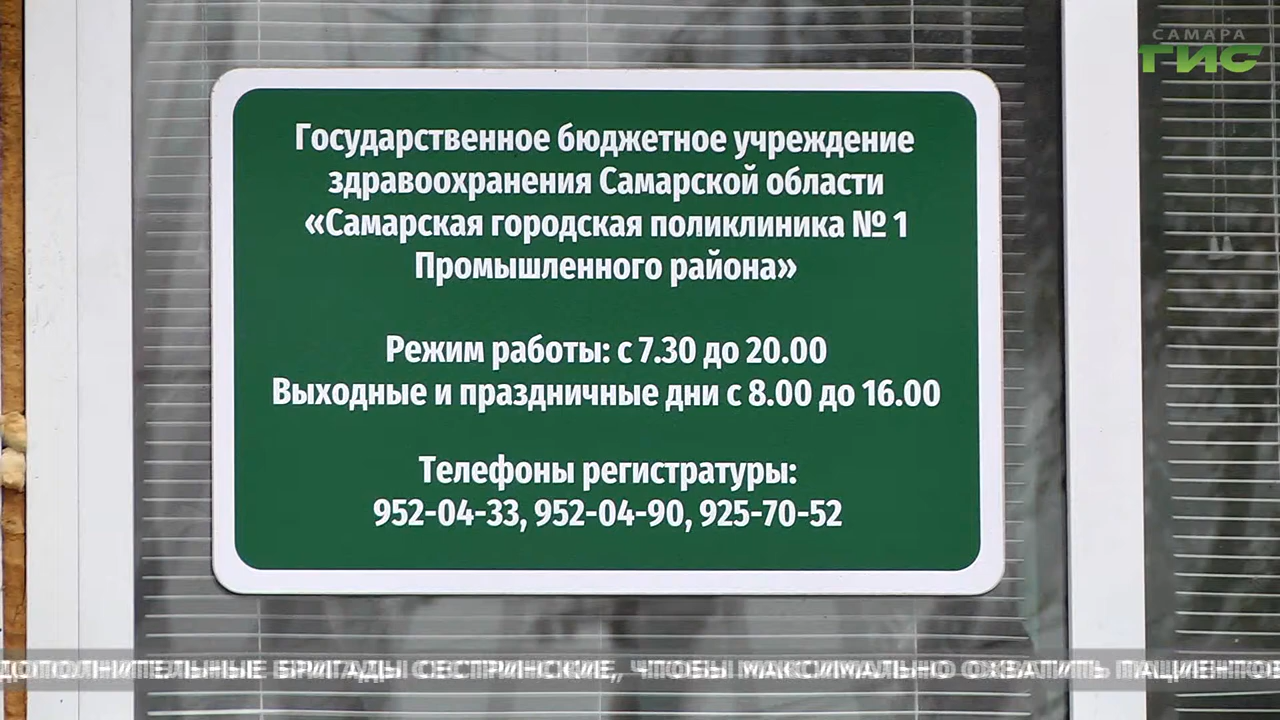 САМАРА
ГИС
Государственное бюджетное учреждение
здравоохранения Самарской области
«Самарская городская поликлиника № 1
Промышленного района»
Режим работы: с 7.30 до 20.00
Выходные и праздничные дни с 8.00 до 16.00
Телефоны регистратуры:
952-04-33, 952-04-90, 925-70-52
ДОПОЛНИТЕЛЬНЫЕ БРИГАДЫ СЕСТРИНСКИЕ, ЧТОБЫ МАКСИМАЛЬНО ОХВАТИТЬ ПАЦИЕНТОВ